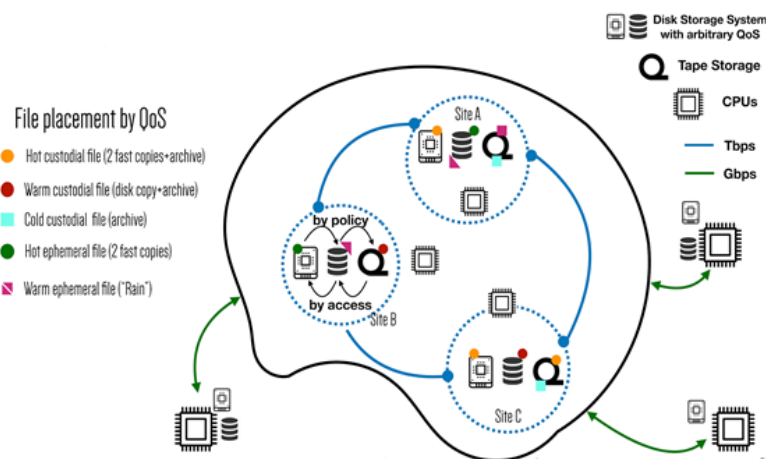 Disk Storage System
with arbitrary QoS
Tape Storage
CPUs
Tbps
Gbps
File placement by QoS
Hot custodial file (2 fast copies+archive)
Warm custodial file (disk copy+archive)
Cold custodial file (archive)
Hot ephemeral file (2 fast copies)
Warm ephemeral file ("Rain")
Site A
by policy
by access
Site B
Site C